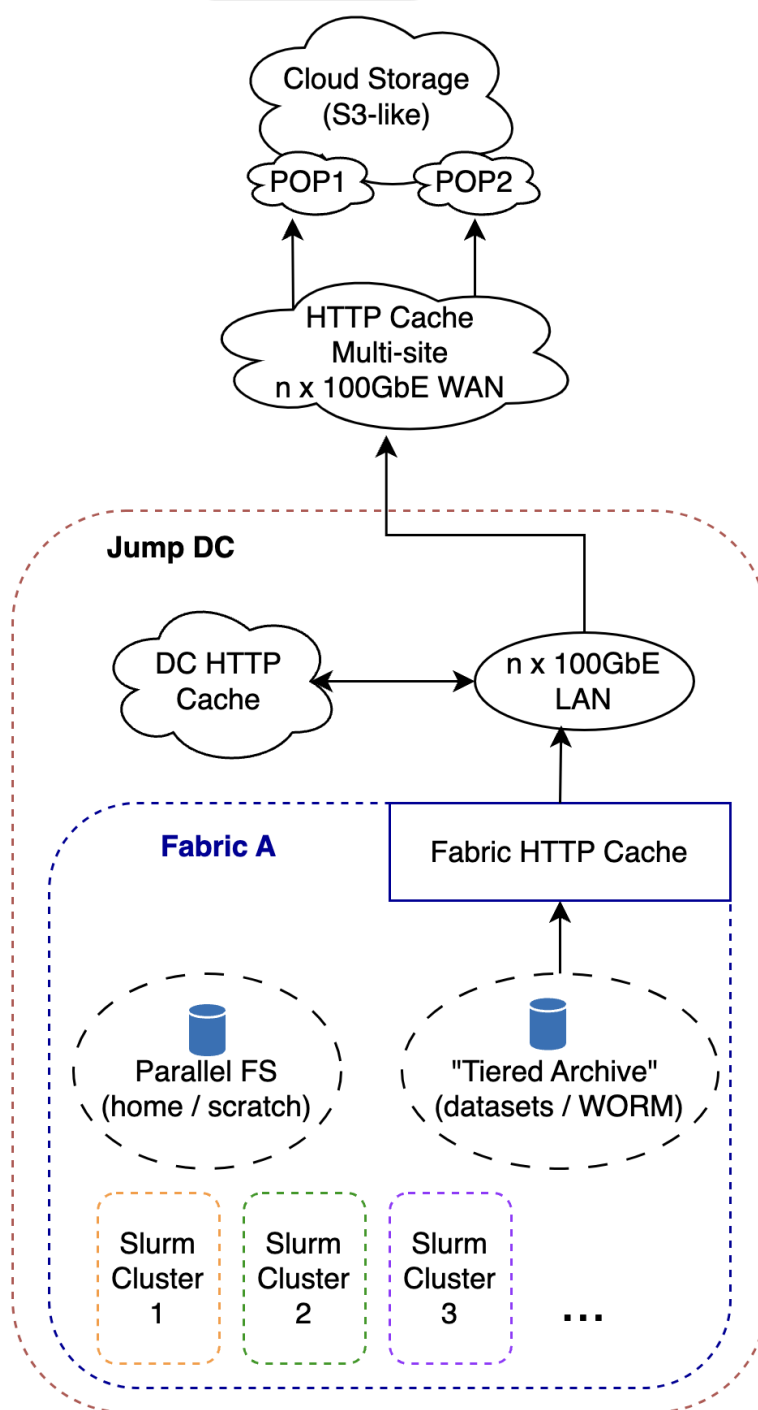 Cloud Storage
(S3-like)
POP1
POP2
HTTP Cache
Multi-site
n x 100GbE WAN
Jump DC
DC HTTP
Cache
n x 100GbE
LAN
Fabric A
Fabric HTTP Cache
Parallel FS
(home / scratch)
"Tiered Archive"
(datasets / WORM)
Slurm
Cluster
1
Slurm
Cluster
2
Slurm
Cluster
3
...